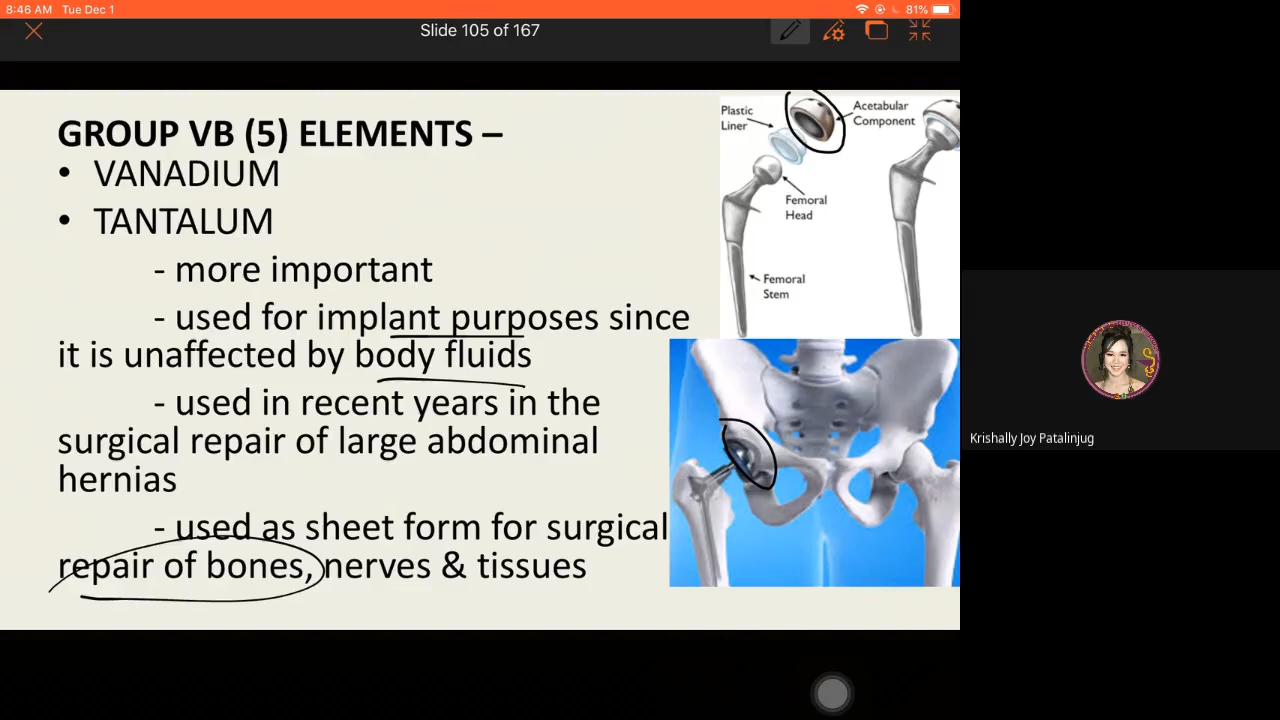 8:46 AM Tue Dec 1
81%
Slide 105 of 167
GROUP VB (5) ELEMENTS –
• VANADIUM
• TANTALUM
- more important
- used for implant purposes since
it is unaffected by body fluids
- used in recent years in the
surgical repair of large abdominal
hernias
- used as sheet form for surgical
repair of bones, nerves & tissues
Plastic
Liner
Acetabular
Component
Femoral
Head
Femoral
Stem
Krishally Joy Patalinjug